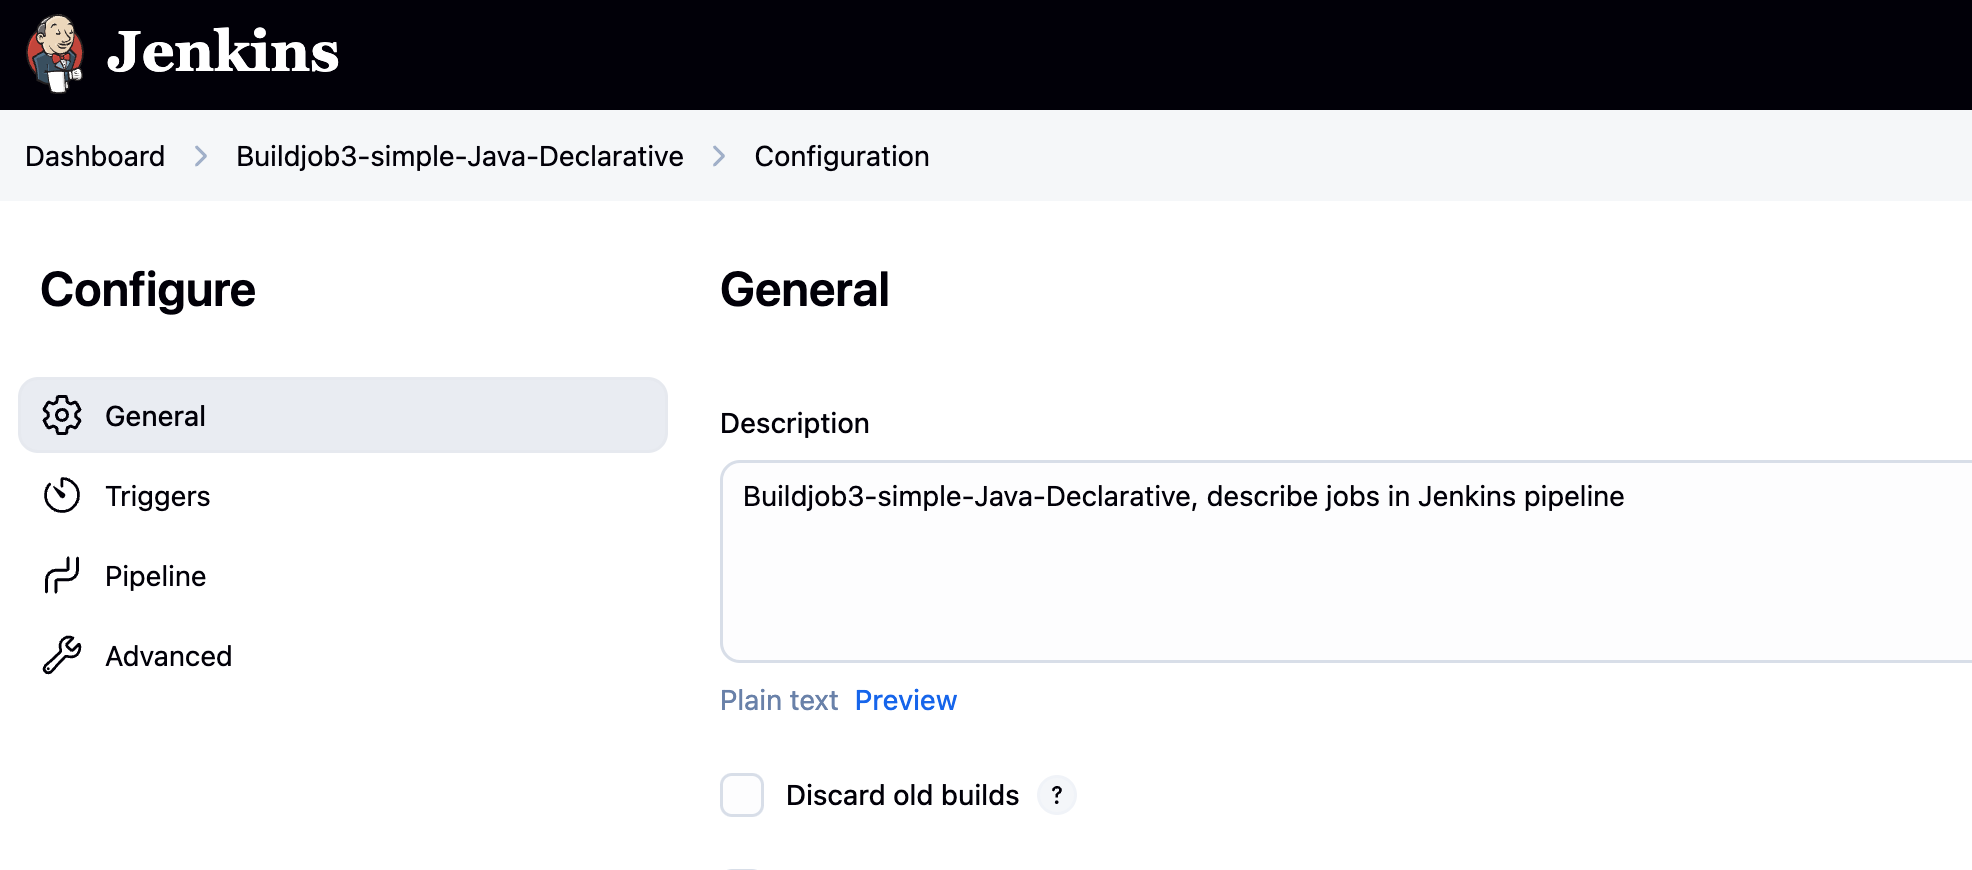 Jenkins
Dashboard > Buildjob3-simple-Java-Declarative > Configuration
Configure
General
Triggers
Pipeline
Advanced
General
Description
Buildjob3-simple-Java-Declarative, describe jobs in Jenkins pipeline
Plain text Preview
Discard old builds ?